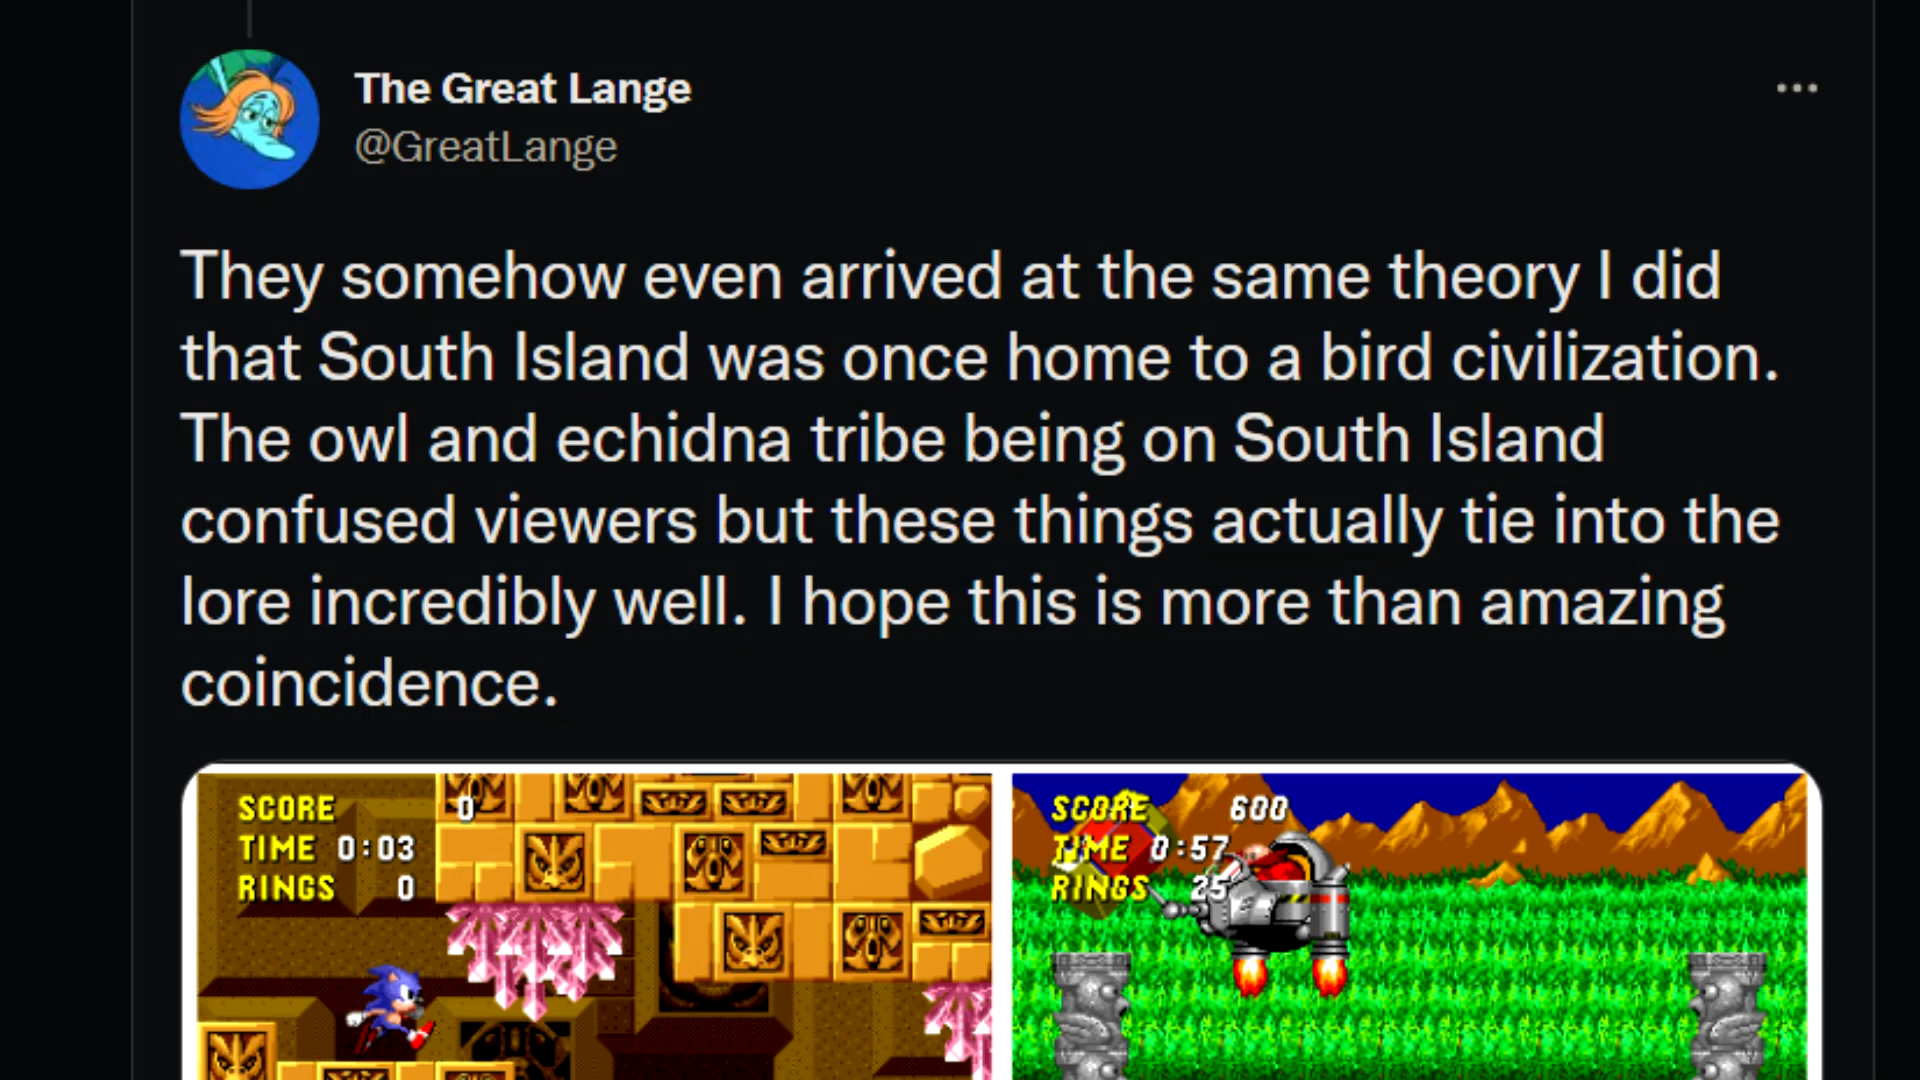 The Great Lange
@GreatLange
They somehow even arrived at the same theory I did
that South Island was once home to a bird civilization.
The owl and echidna tribe being on South Island
confused viewers but these things actually tie into the
lore incredibly well. I hope this is more than amazing
coincidence.
SCORE 0
TIME 0:03
RINGS 0
SCORE 600
TIME 0:57
RINGS 25